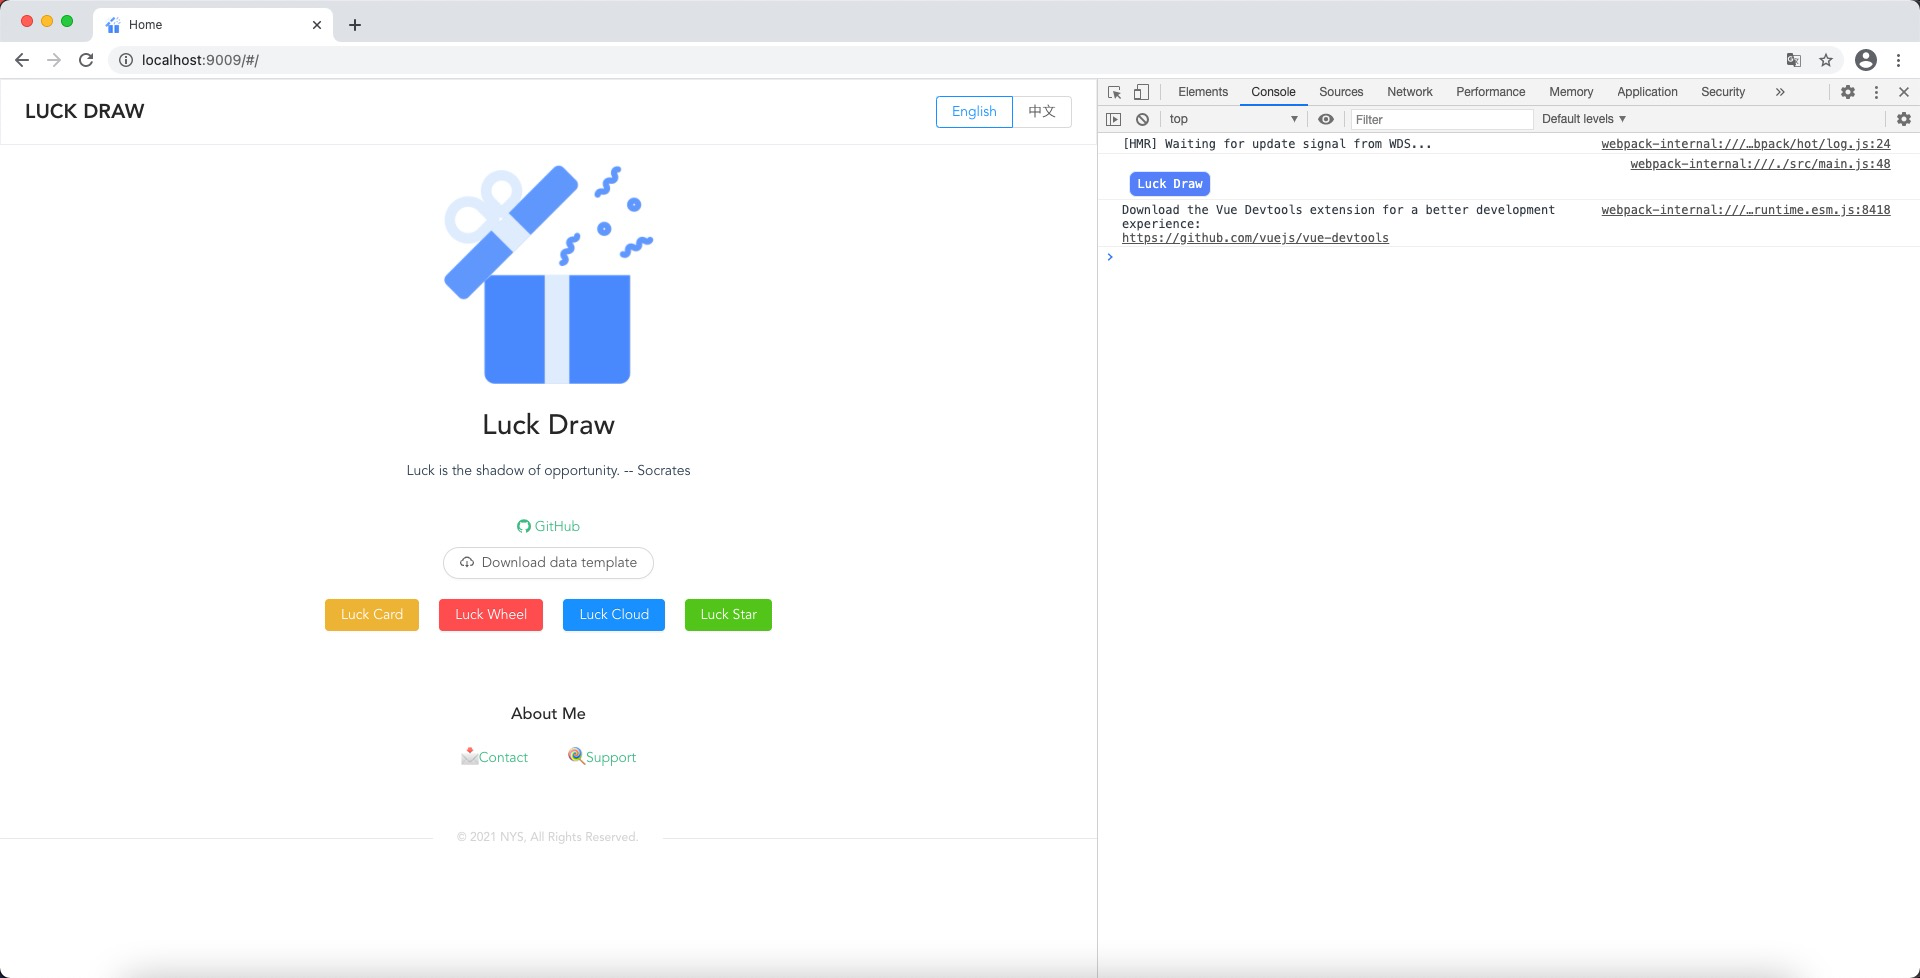 Home
localhost:9009/#/
LUCK DRAW
English 中文
Luck Draw
Luck is the shadow of opportunity. -- Socrates
GitHub
Download data template
Luck Card Luck Wheel Luck Cloud Luck Star
About Me
Contact Support
© 2021 NYS, All Rights Reserved.
Elements Console Sources Network Performance Memory Application Security »
top Filter Default levels
[HMR] Waiting for update signal from WDS... webpack-internal:///…bpack/hot/log.js:24
webpack-internal:///./src/main.js:48
Luck Draw
Download the Vue Devtools extension for a better development webpack-internal:///…runtime.esm.js:8418
experience:
https://github.com/vuejs/vue-devtools